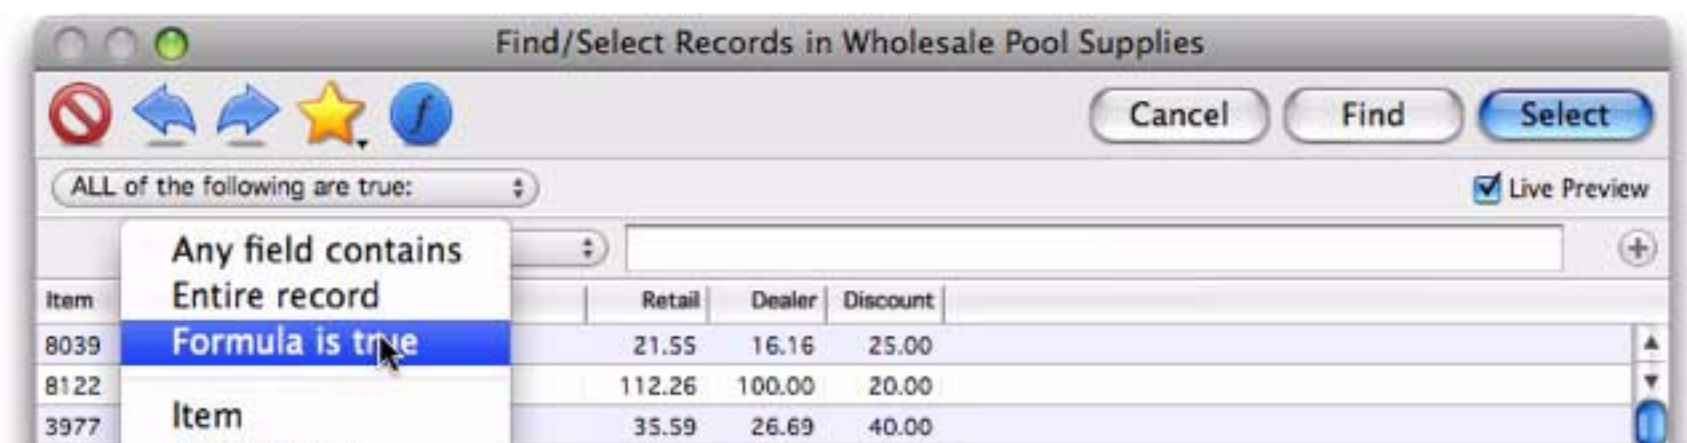 Find/Select Records in Wholesale Pool Supplies
f Cancel Find Select
ALL of the following are true: Live Preview
Any field contains
Entire record
Formula is true
Item
Item Retail Dealer Discount
8039 21.55 16.16 25.00
8122 112.26 100.00 20.00
3977 35.59 26.69 40.00